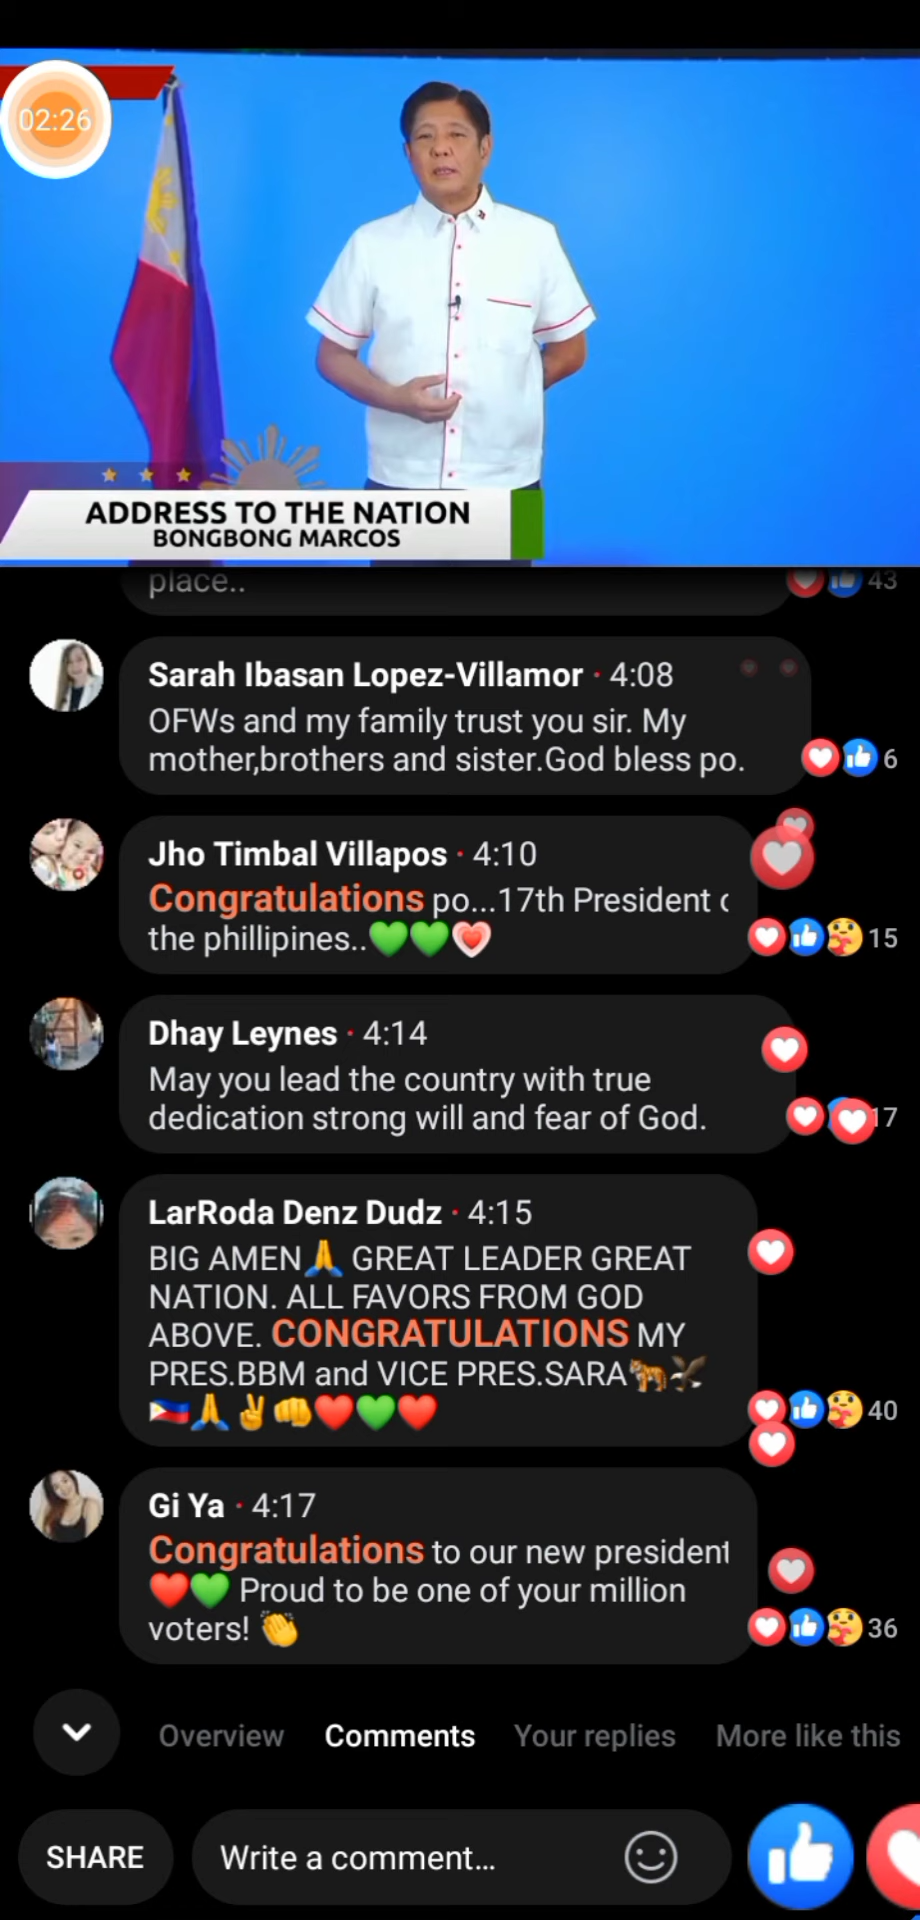 02:26
ADDRESS TO THE NATION
BONGBONG MARCOS
place..
43
Sarah Ibasan Lopez-Villamor · 4:08
OFWs and my family trust you sir. My
mother,brothers and sister.God bless po.
6
Jho Timbal Villapos · 4:10
Congratulations po...17th President
the phillipines..💚💚💗
15
Dhay Leynes · 4:14
May you lead the country with true
dedication strong will and fear of God.
17
LarRoda Denz Dudz · 4:15
BIG AMEN🙏 GREAT LEADER GREAT
NATION. ALL FAVORS FROM GOD
ABOVE. CONGRATULATIONS MY
PRES.BBM and VICE PRES.SARA🐅🦅
🇵🇭🙏✌👊❤💚❤
40
Gi Ya · 4:17
Congratulations to our new president
❤💚 Proud to be one of your million
voters! 👏
36
Overview Comments Your replies More like this
SHARE Write a comment...